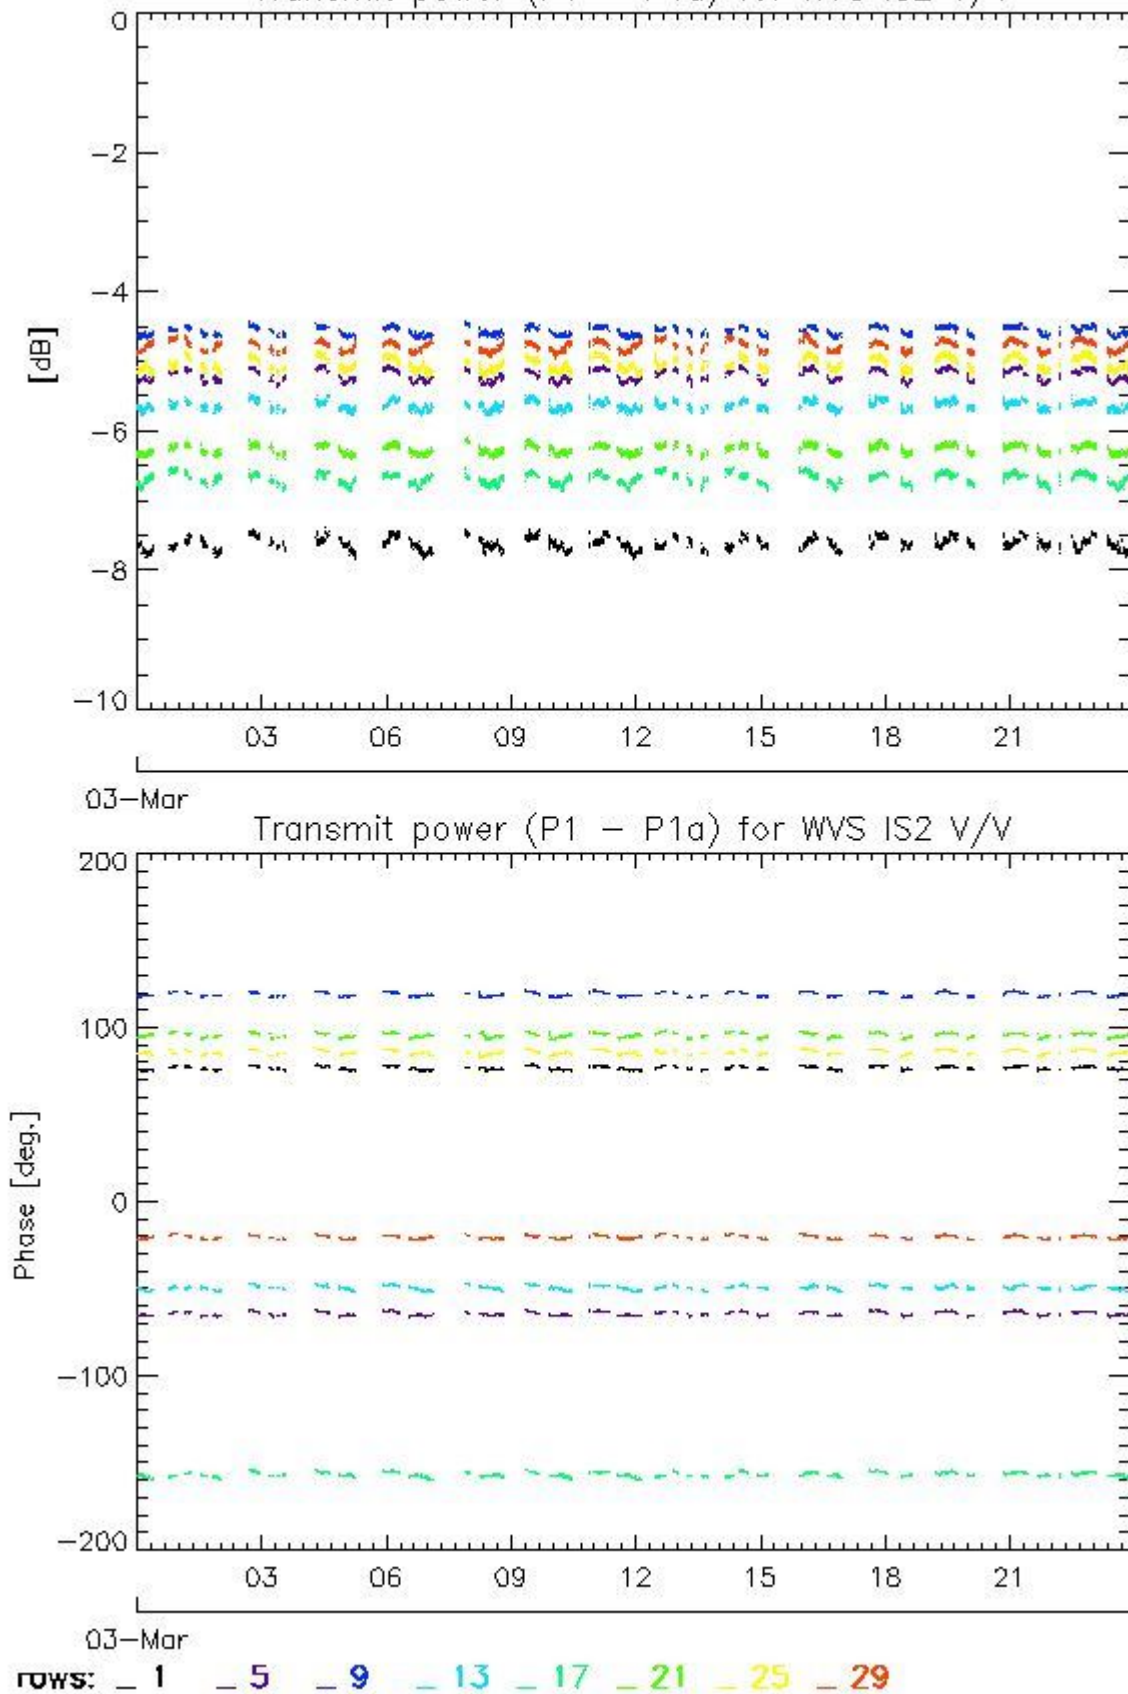 0
−2
−4
[dB]
−6
−8
−10
03 06 09 12 15 18 21
03−Mar
Transmit power (P1 − P1a) for WVS IS2 V/V
200
100
0
Phase [deg.]
−100
−200
03 06 09 12 15 18 21
03−Mar
rows: _ 1 _ 5 _ 9 _ 13 _ 17 _ 21 _ 25 _ 29